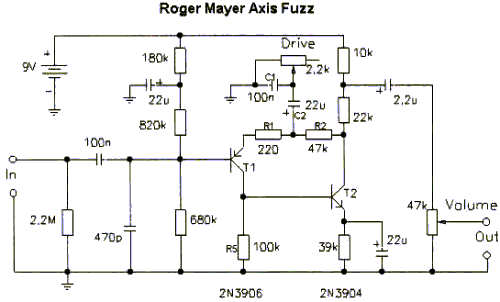 Roger Mayer Axis Fuzz
180k
Drive
10k
9V
2.2k
C1
100n
22u
22u
C2
2,2u
820k
R1
R2
22k
220
47k
100n
T1
T2
In
Volume
47k
Out
2.2M
470p
680k
R5
100k
39k
22u
2N3906
2N3904